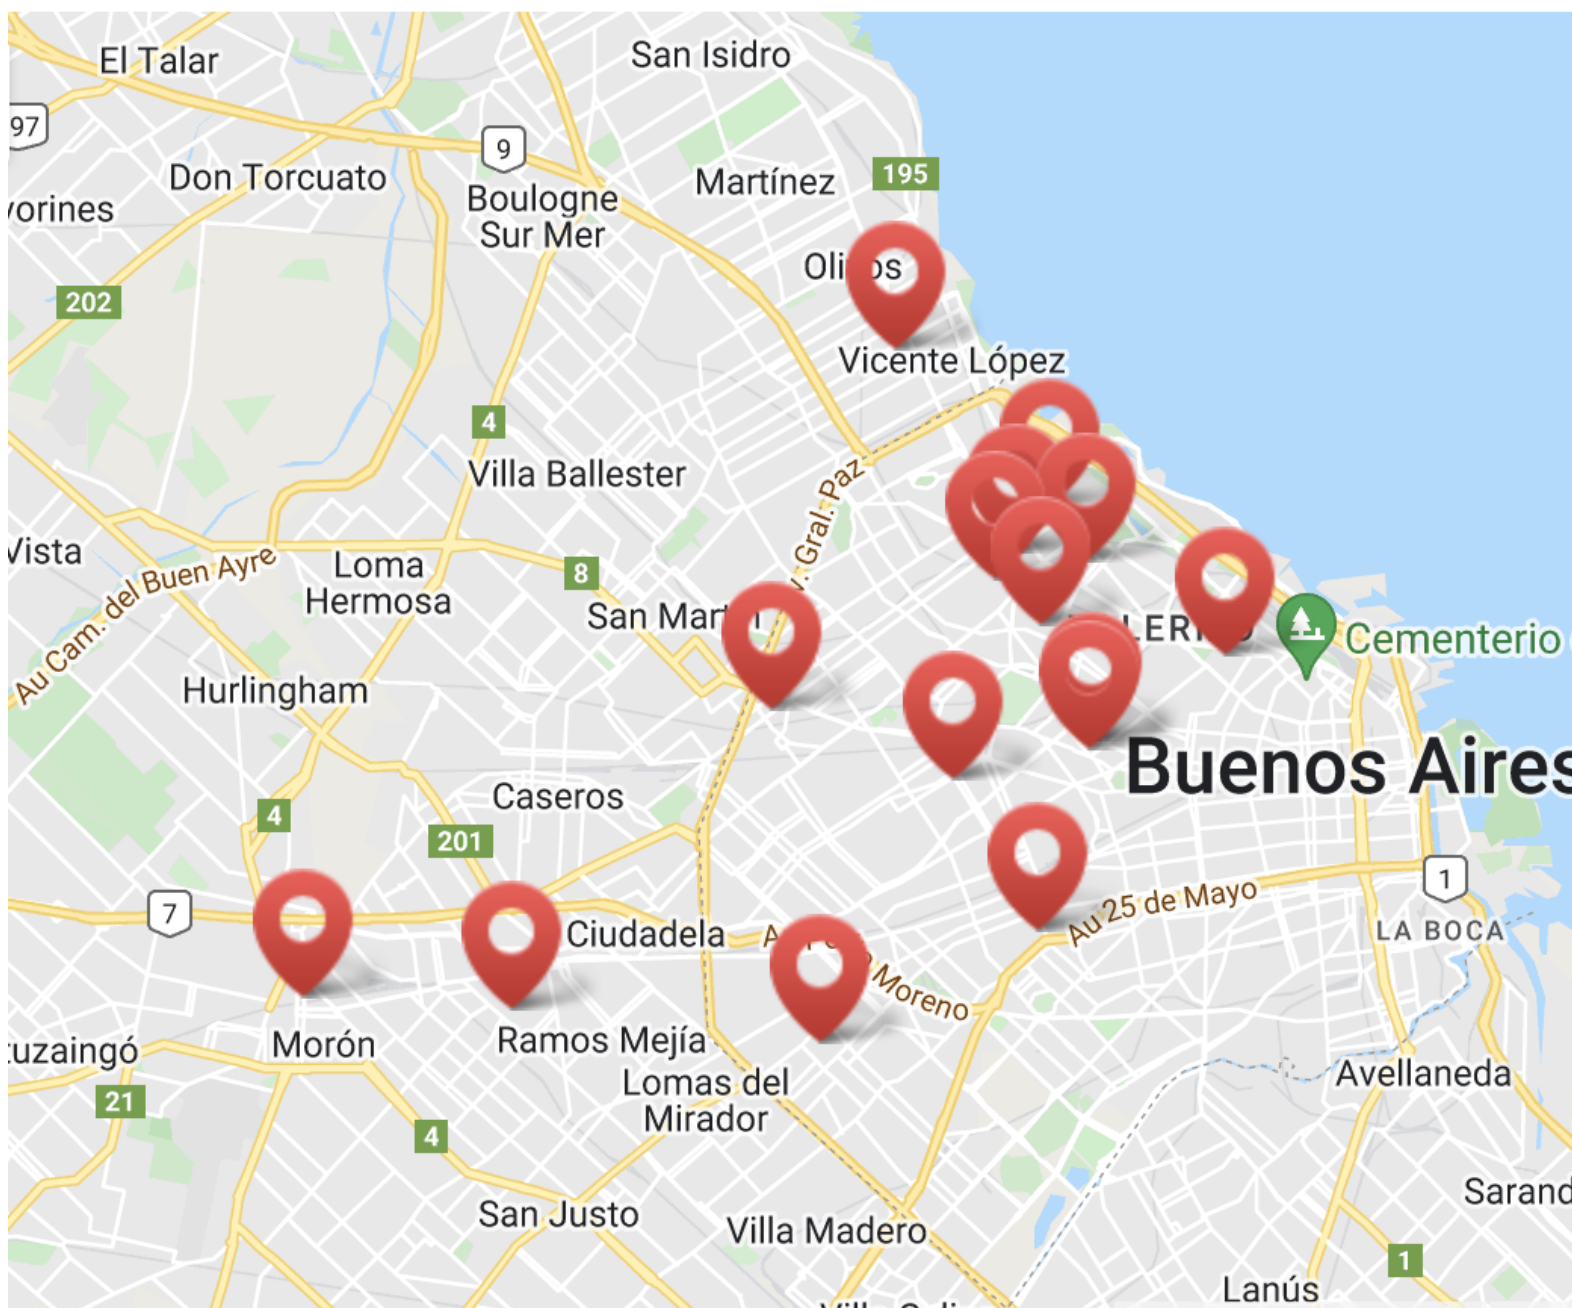 El Talar
San Isidro
97
9
Don Torcuato
Martínez
195
Boulogne
Sur Mer
202
Vicente López
4
Villa Ballester
Av. Gral. Paz
Vista
Au Cam. del Buen Ayre
Loma
Hermosa
8
Cementerio
Hurlingham
Buenos Aires
Caseros
4
201
7
Ciudadela
Moreno
Au 25 de Mayo
1
LA BOCA
Morón
Ramos Mejía
Lomas del
Mirador
Avellaneda
21
4
San Justo
Villa Madero
1
Lanús